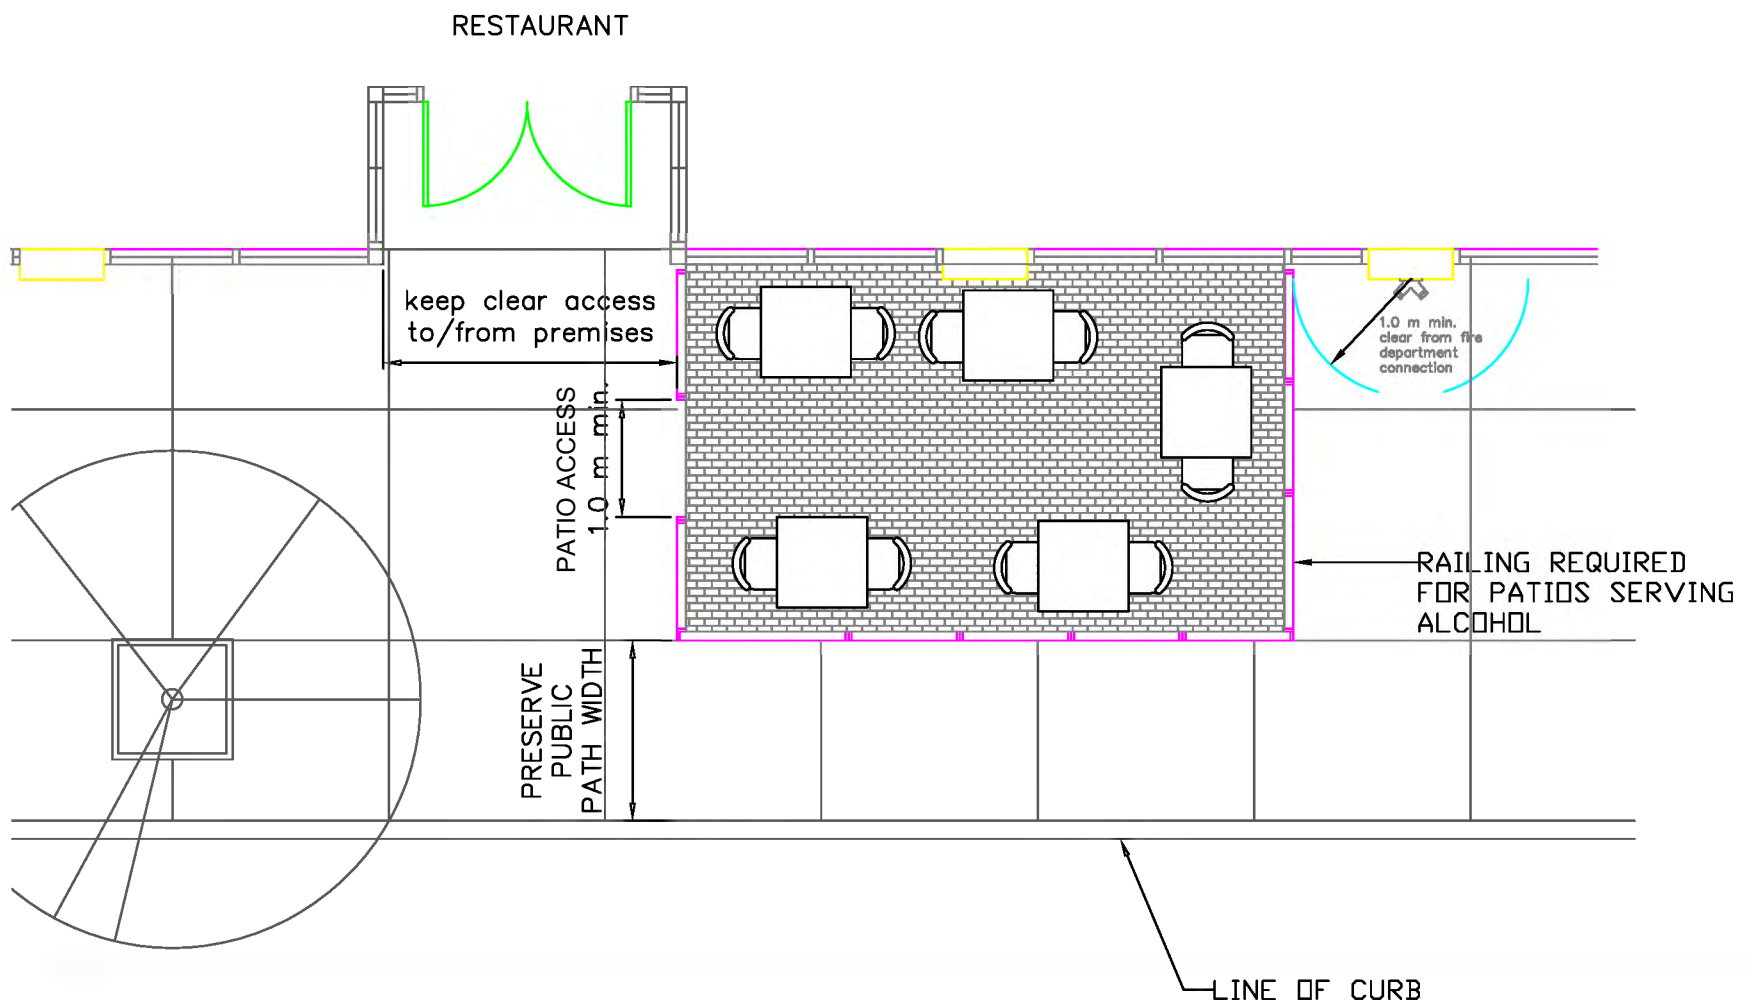 RESTAURANT
keep clear access
to/from premises
PATIO ACCESS
1.0 m min.
1.0 m min.
clear from fire
department
connection
RAILING REQUIRED
FOR PATIOS SERVING
ALCOHOL
PRESERVE
PUBLIC
PATH WIDTH
LINE OF CURB